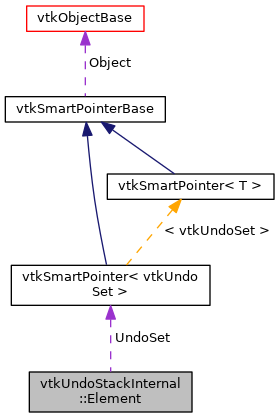 vtkObjectBase
Object
vtkSmartPointerBase
vtkSmartPointer< T >
< vtkUndoSet >
vtkSmartPointer< vtkUndo
Set >
UndoSet
vtkUndoStackInternal
::Element